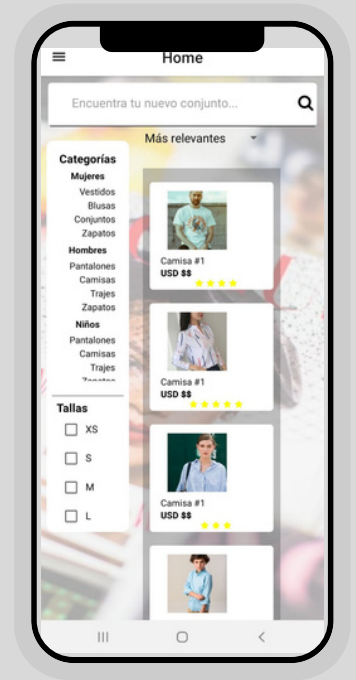 Home
Encuentra tu nuevo conjunto...
Más relevantes
Categorías
Mujeres
Vestidos
Blusas
Conjuntos
Zapatos
Hombres
Pantalones
Camisas
Trajes
Zapatos
Niños
Pantalones
Camisas
Trajes
Zapatos
Tallas
XS
S
M
L
Camisa #1
USD $$
Camisa #1
USD $$
Camisa #1
USD $$